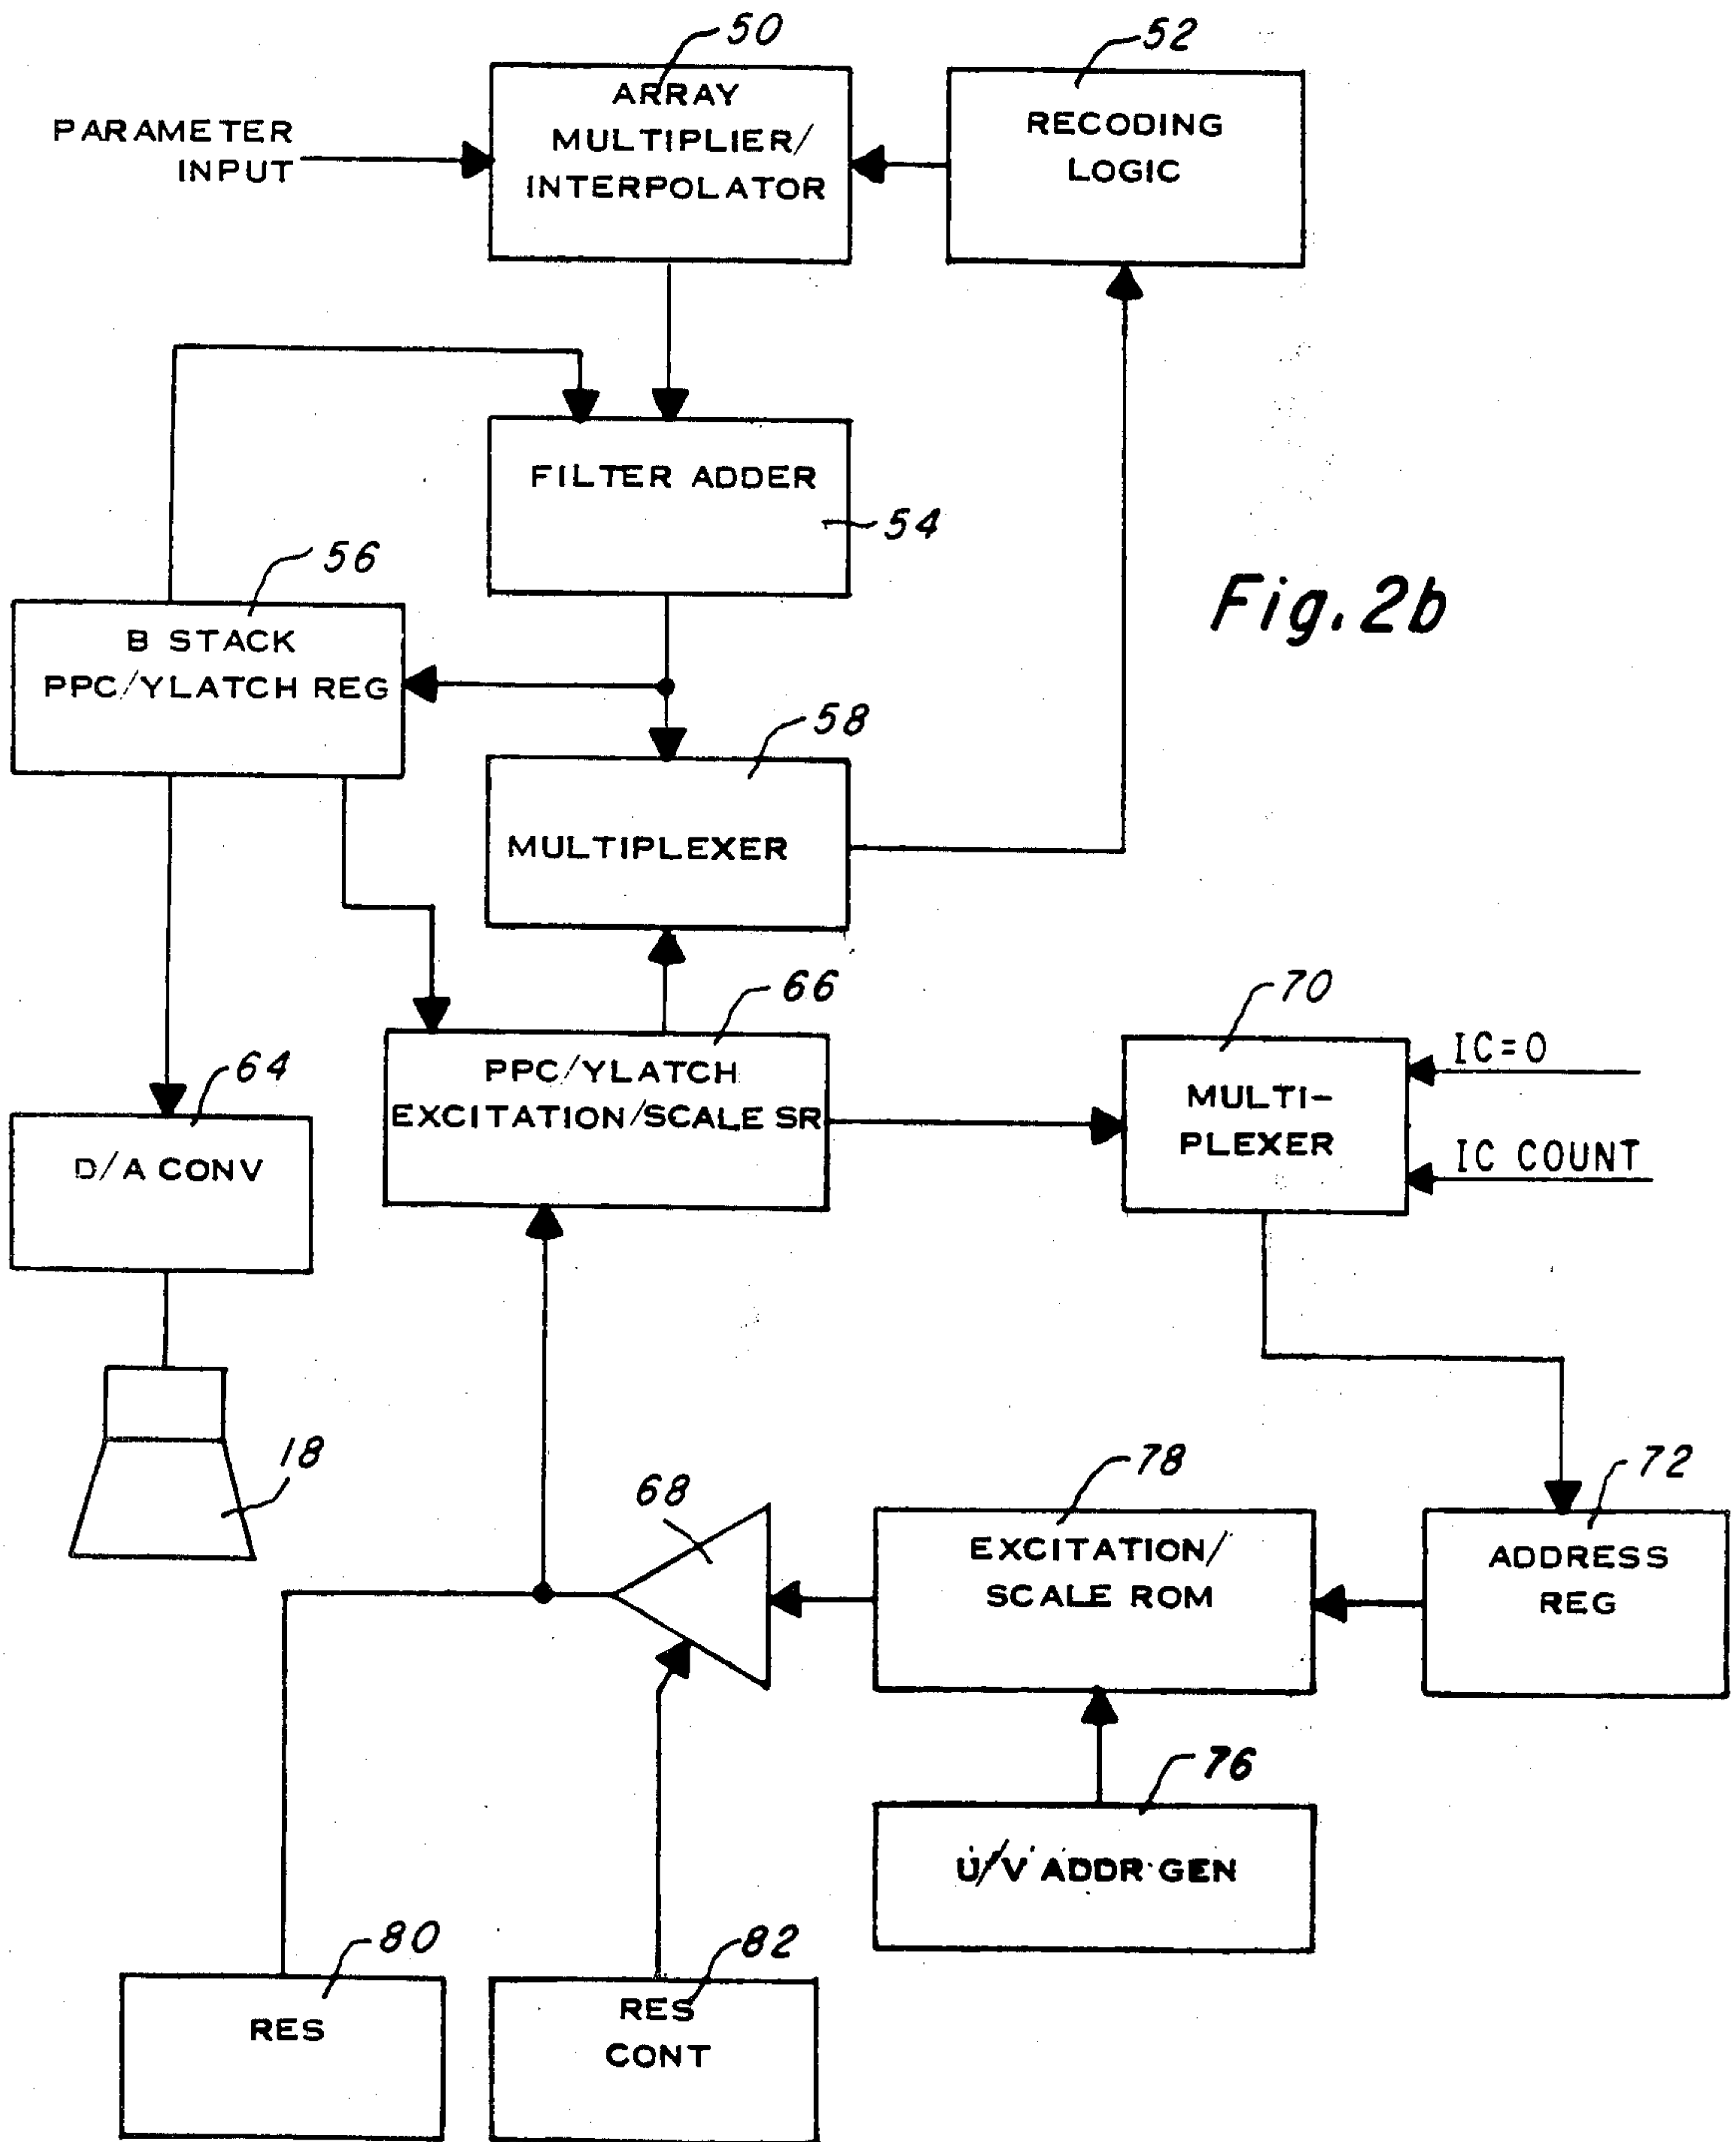 50
52
ARRAY
MULTIPLIER/
INTERPOLATOR
RECODING
LOGIC
PARAMETER
INPUT
FILTER ADDER
54
56
B STACK
PPC/YLATCH REG
Fig. 2b
58
MULTIPLEXER
66
70
PPC/YLATCH
EXCITATION/SCALE SR
MULTI-
PLEXER
IC=0
IC COUNT
64
D/A CONV
18
68
78
EXCITATION/
SCALE ROM
72
ADDRESS
REG
76
U/V ADDR GEN
80
RES
82
RES
CONT